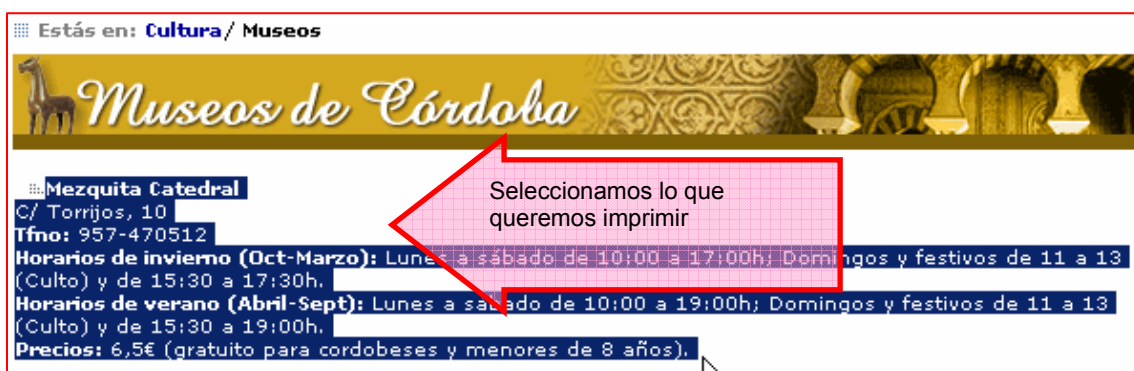 Estás en: Cultura/ Museos
Museos de Córdoba
Seleccionamos lo que
queremos imprimir
Mezquita Catedral
C/ Torrijos, 10
Tfno: 957-470512
Horarios de invierno (Oct-Marzo): Lunes a sábado de 10:00 a 17:00h; Domingos y festivos de 11 a 13
(Culto) y de 15:30 a 17:30h.
Horarios de verano (Abril-Sept): Lunes a sábado de 10:00 a 19:00h; Domingos y festivos de 11 a 13
(Culto) y de 15:30 a 19:00h.
Precios: 6,5€ (gratuito para cordobeses y menores de 8 años).